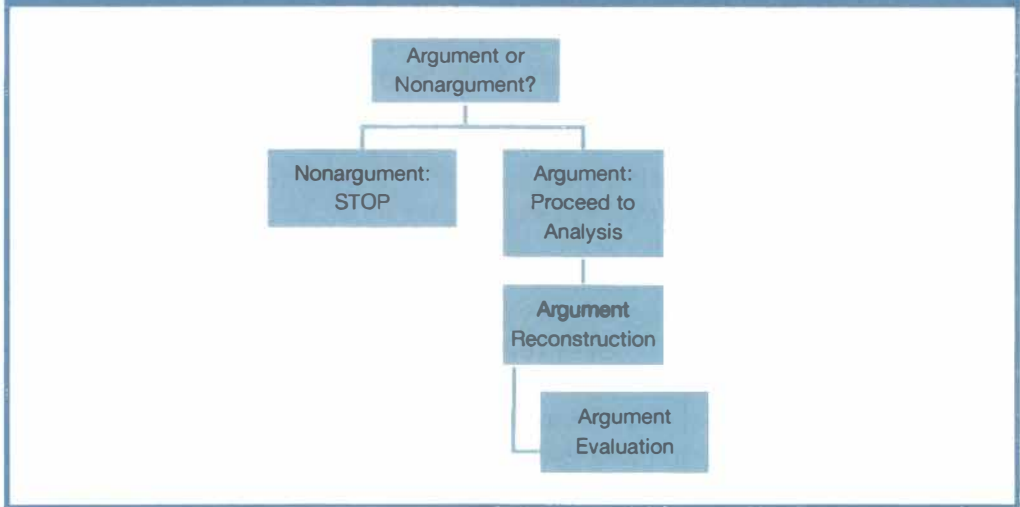 Argument or
Nonargument?
Nonargument:
STOP
Argument:
Proceed to
Analysis
Argument
Reconstruction
Argument
Evaluation